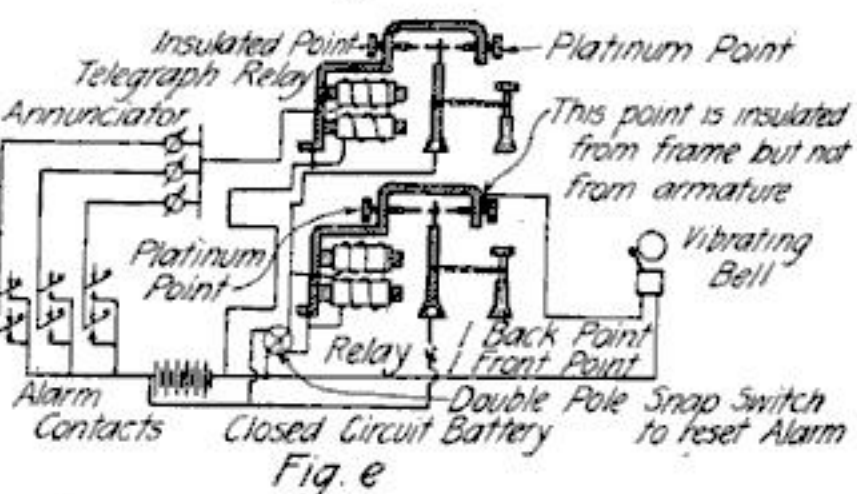 Insulated Point
Platinum Point
Telegraph Relay
Annunciator
This point is insulated
from frame but not
from armature
Platinum
Point
Vibrating
Bell
Relay
Back Point
Front Point
Alarm
Contacts
Closed Circuit Battery
Double Pole Snap Switch
to reset Alarm
Fig. e